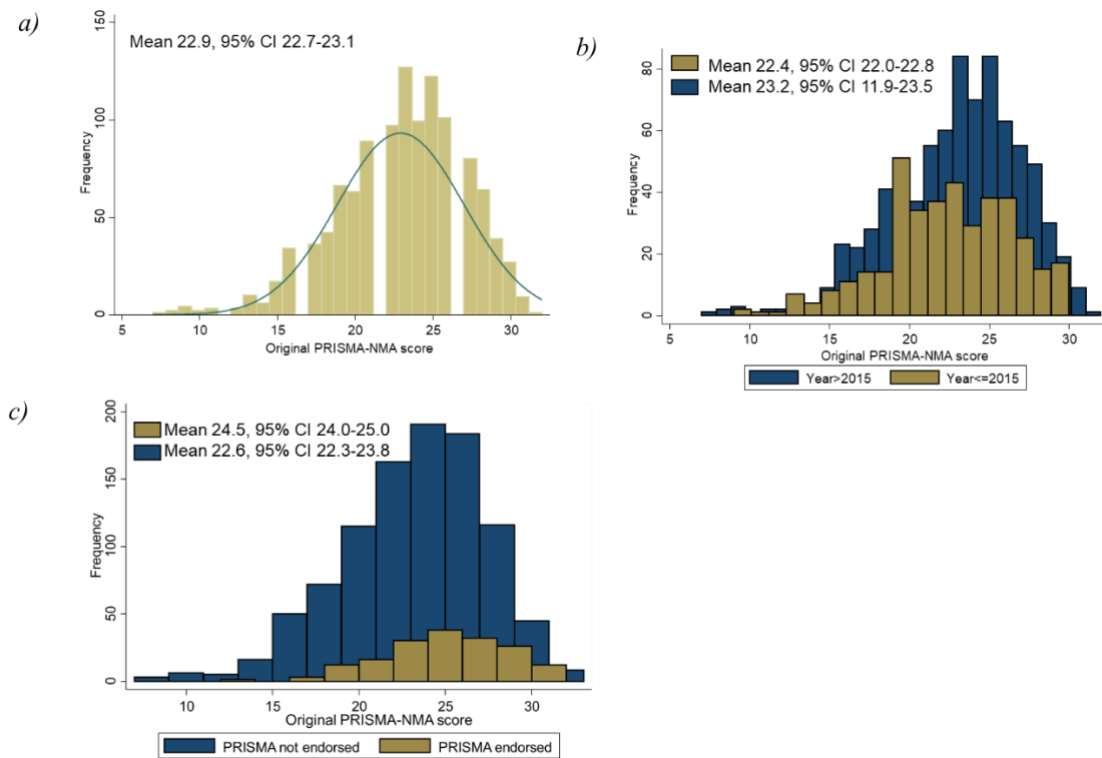 a)
Mean 22.9, 95% CI 22.7-23.1
Frequency
150
100
50
0
5 10 15 20 25 30
Original PRISMA-NMA score
b)
Mean 22.4, 95% CI 22.0-22.8
Mean 23.2, 95% CI 11.9-23.5
Frequency
80
60
40
20
0
5 10 15 20 25 30
Original PRISMA-NMA score
Year>2015 Year<=2015
c)
Mean 24.5, 95% CI 24.0-25.0
Mean 22.6, 95% CI 22.3-23.8
Frequency
200
150
100
50
0
10 15 20 25 30
Original PRISMA-NMA score
PRISMA not endorsed PRISMA endorsed